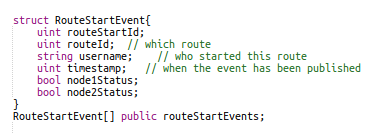 struct RouteStartEvent{
    uint routeStartId;
    uint routeId;  // which route
    string username;    // who started this route
    uint timestamp;   // when the event has been published
    bool node1Status;
    bool node2Status;
}
RouteStartEvent[] public routeStartEvents;